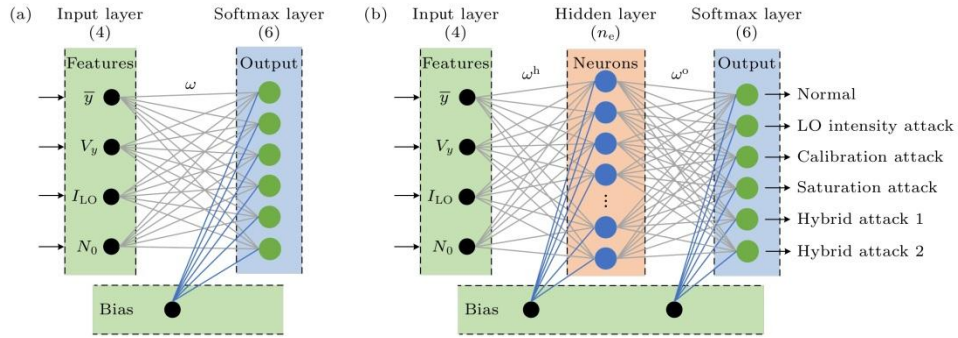 (a)
Input layer
(4)
Softmax layer
(6)
Features
Output
ω
y̅
V_y
I_LO
N_0
Bias
(b)
Input layer
(4)
Hidden layer
(n_e)
Softmax layer
(6)
Features
Neurons
Output
ω^h
ω^o
y̅
V_y
I_LO
N_0
⋮
Normal
LO intensity attack
Calibration attack
Saturation attack
Hybrid attack 1
Hybrid attack 2
Bias